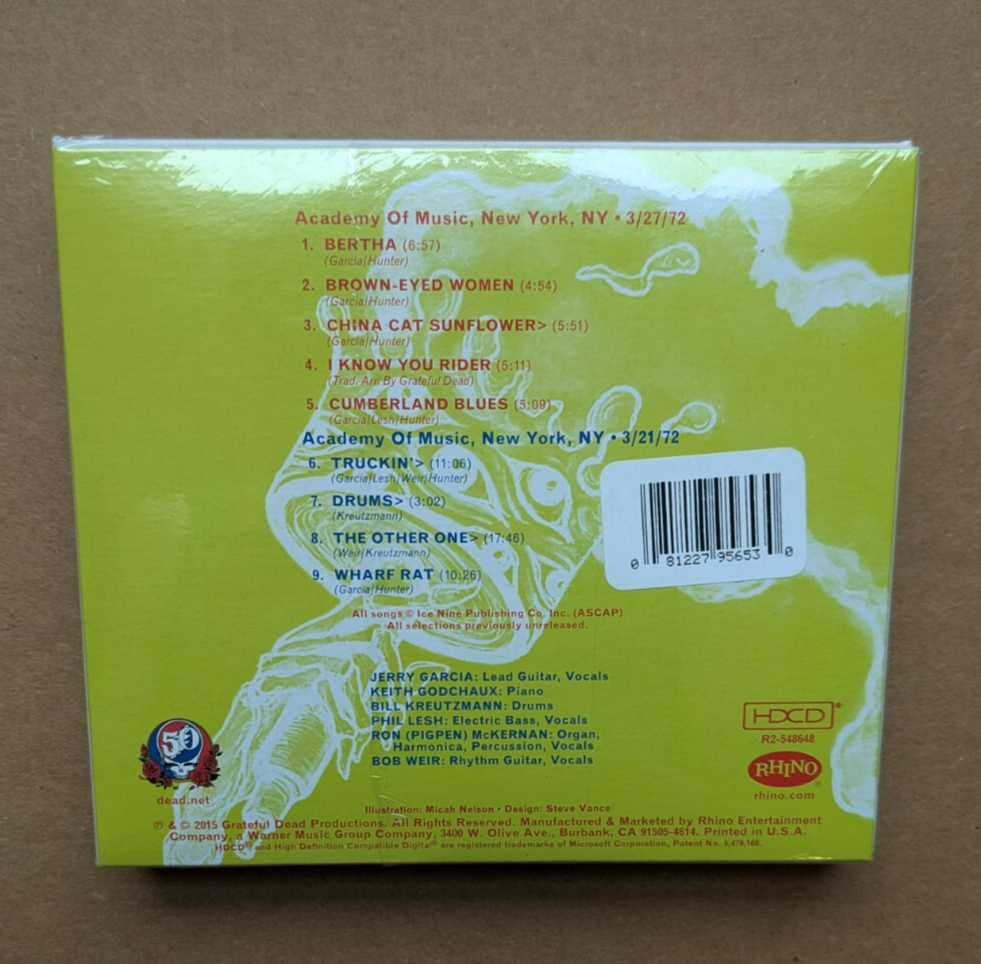 Academy Of Music, New York, NY • 3/27/72
1. BERTHA (6:57)
(Garcia/Hunter)
2. BROWN-EYED WOMEN (4:54)
(Garcia/Hunter)
3. CHINA CAT SUNFLOWER> (5:51)
(Garcia/Hunter)
4. I KNOW YOU RIDER (5:11)
(Trad. Arr. By Grateful Dead)
5. CUMBERLAND BLUES (5:09)
(Garcia/Lesh/Hunter)
Academy Of Music, New York, NY • 3/21/72
6. TRUCKIN'> (11:06)
(Garcia/Lesh/Weir/Hunter)
7. DRUMS> (3:02)
(Kreutzmann)
8. THE OTHER ONE> (17:46)
(Weir/Kreutzmann)
9. WHARF RAT (10:26)
(Garcia/Hunter)
0 81227 95653 0
All songs © Ice Nine Publishing Co. Inc. (ASCAP)
All selections previously unreleased.
JERRY GARCIA: Lead Guitar, Vocals
KEITH GODCHAUX: Piano
BILL KREUTZMANN: Drums
PHIL LESH: Electric Bass, Vocals
RON (PIGPEN) McKERNAN: Organ,
Harmonica, Percussion, Vocals
BOB WEIR: Rhythm Guitar, Vocals
50
dead.net
HDCD®
R2-548648
RHINO®
rhino.com
Illustration: Micah Nelson • Design: Steve Vance
℗ & © 2015 Grateful Dead Productions. All Rights Reserved. Manufactured & Marketed by Rhino Entertainment
Company, a Warner Music Group Company, 3400 W. Olive Ave., Burbank, CA 91505-4614. Printed in U.S.A.
HDCD® and High Definition Compatible Digital® are registered trademarks of Microsoft Corporation, Patent No. 5,479,168.